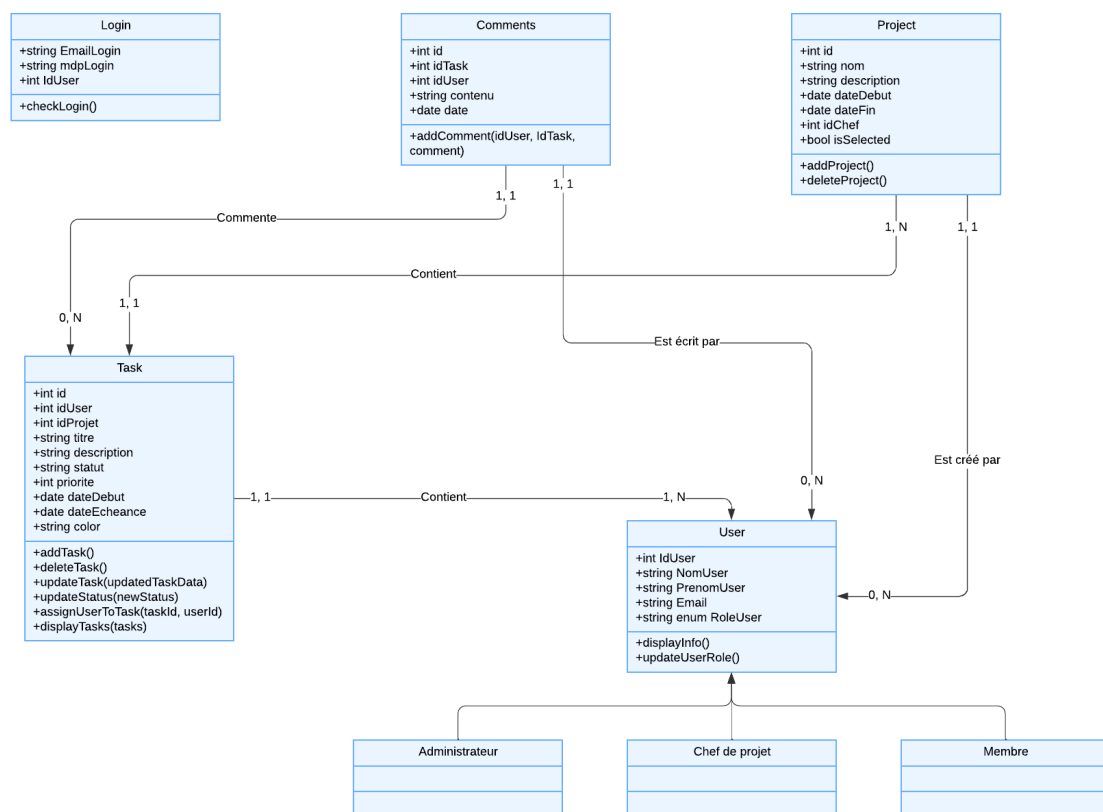 Login
+string EmailLogin
+string mdpLogin
+int IdUser
+checkLogin()
Comments
+int id
+int idTask
+int idUser
+string contenu
+date date
+addComment(idUser, IdTask,
comment)
Project
+int id
+string nom
+string description
+date dateDebut
+date dateFin
+int idChef
+bool isSelected
+addProject()
+deleteProject()
1, 1
1, 1
1, N
1, 1
Commente
Contient
0, N
1, 1
Est écrit par
Est créé par
Task
+int id
+int idUser
+int idProjet
+string titre
+string description
+string statut
+int priorite
+date dateDebut
+date dateEcheance
+string color
+addTask()
+deleteTask()
+updateTask(updatedTaskData)
+updateStatus(newStatus)
+assignUserToTask(taskId, userId)
+displayTasks(tasks)
1, 1
Contient
1, N
0, N
User
+int IdUser
+string NomUser
+string PrenomUser
+string Email
+string enum RoleUser
+displayInfo()
+updateUserRole()
0, N
Administrateur
Chef de projet
Membre